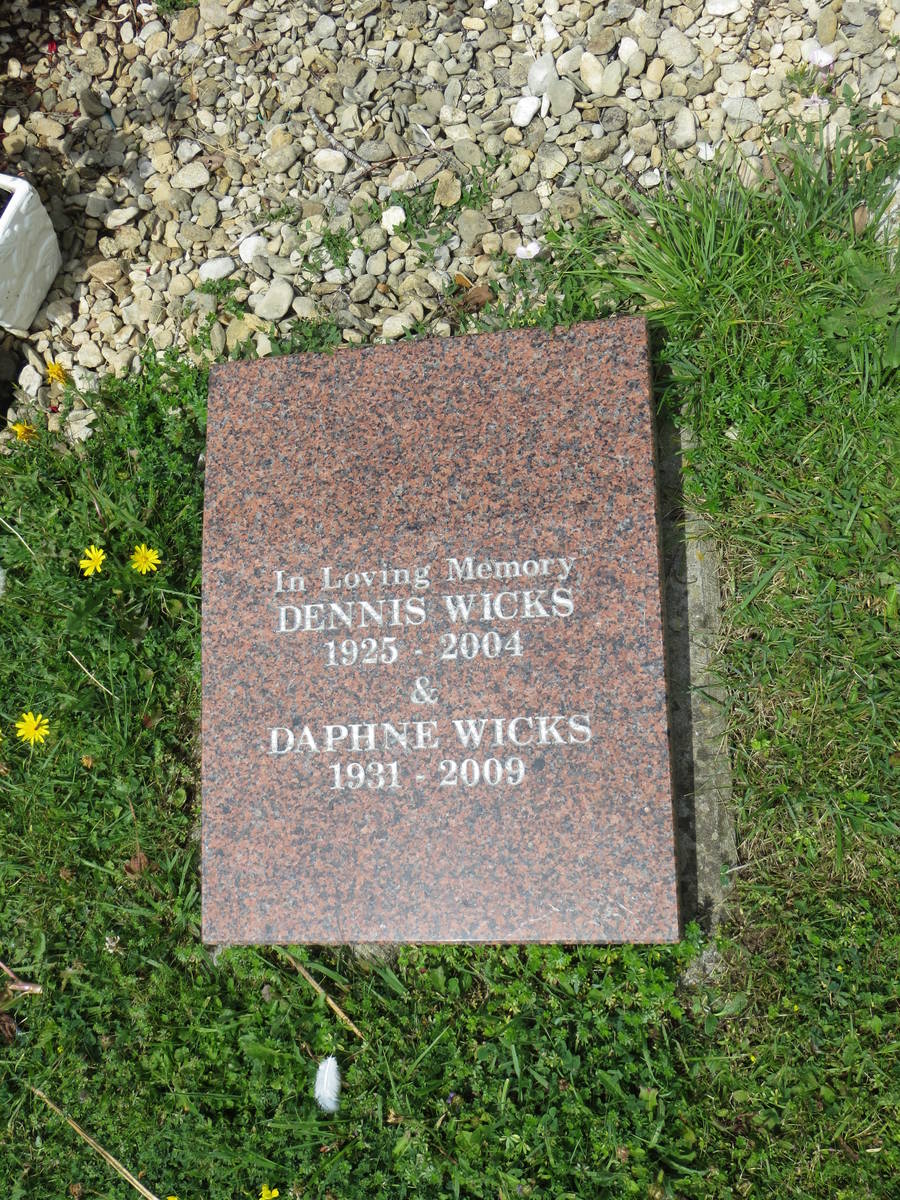 In Loving Memory
DENNIS WICKS
1925 - 2004
&
DAPHNE WICKS
1931 - 2009